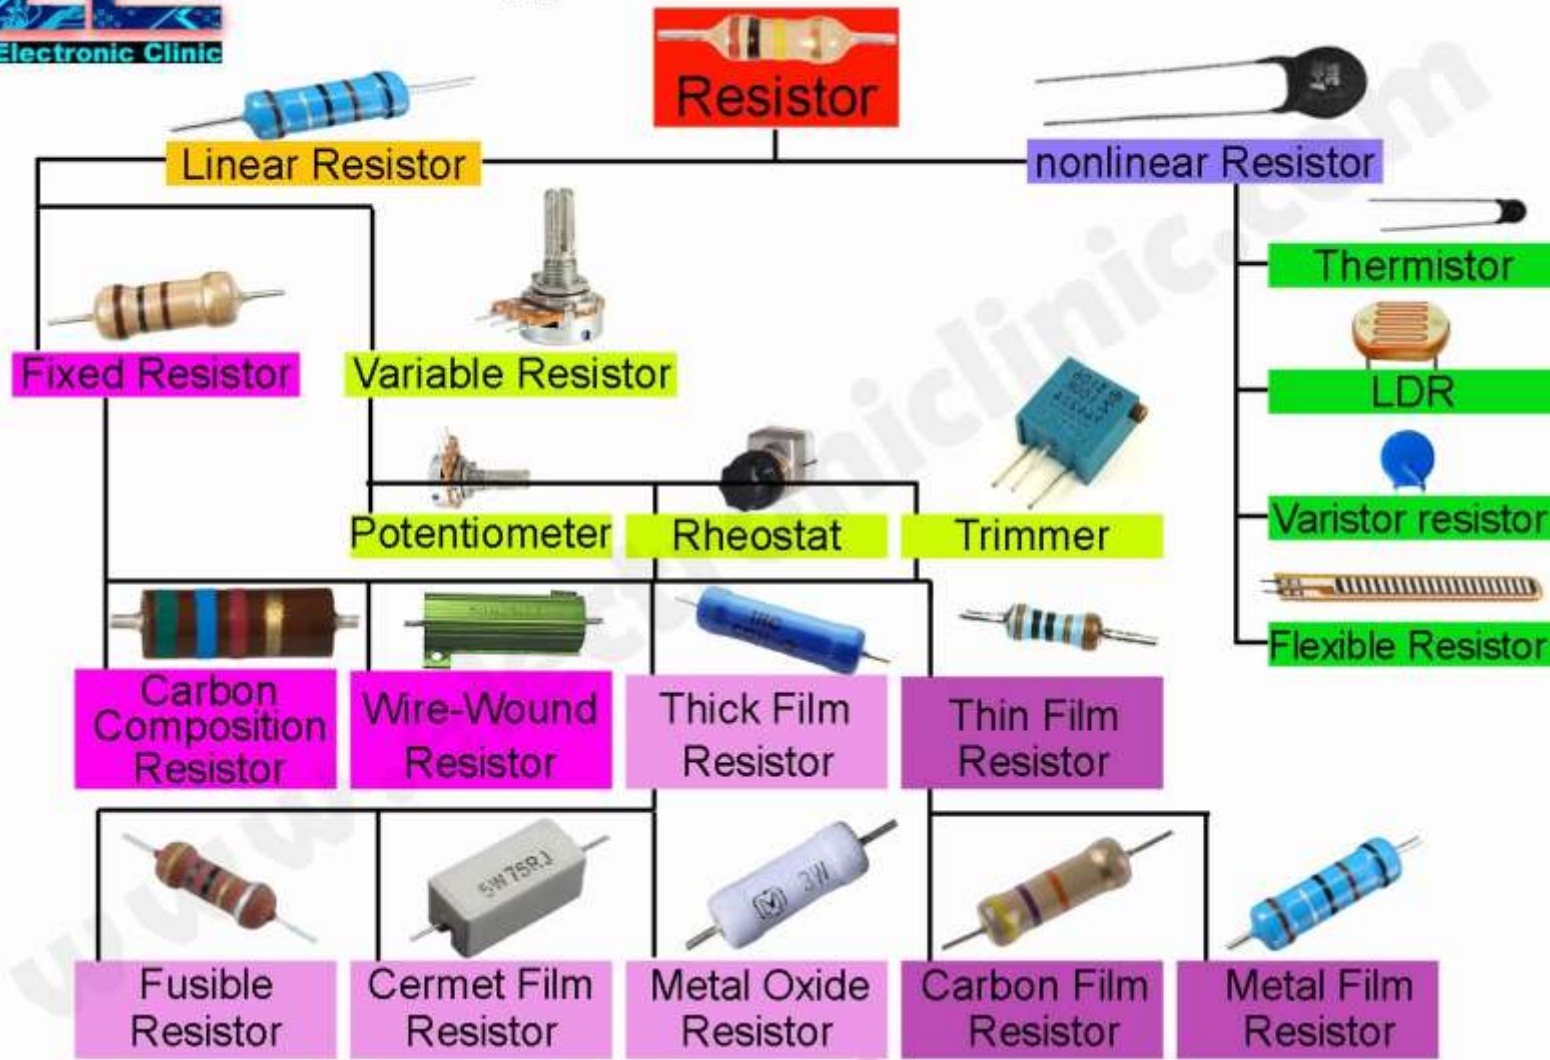 Electronic Clinic
Resistor
Linear Resistor
nonlinear Resistor
Thermistor
LDR
Varistor resistor
Flexible Resistor
Fixed Resistor
Variable Resistor
Potentiometer
Rheostat
Trimmer
Carbon
Composition
Resistor
Wire-Wound
Resistor
Thick Film
Resistor
Thin Film
Resistor
5W75RJ
3W
Fusible
Resistor
Cermet Film
Resistor
Metal Oxide
Resistor
Carbon Film
Resistor
Metal Film
Resistor